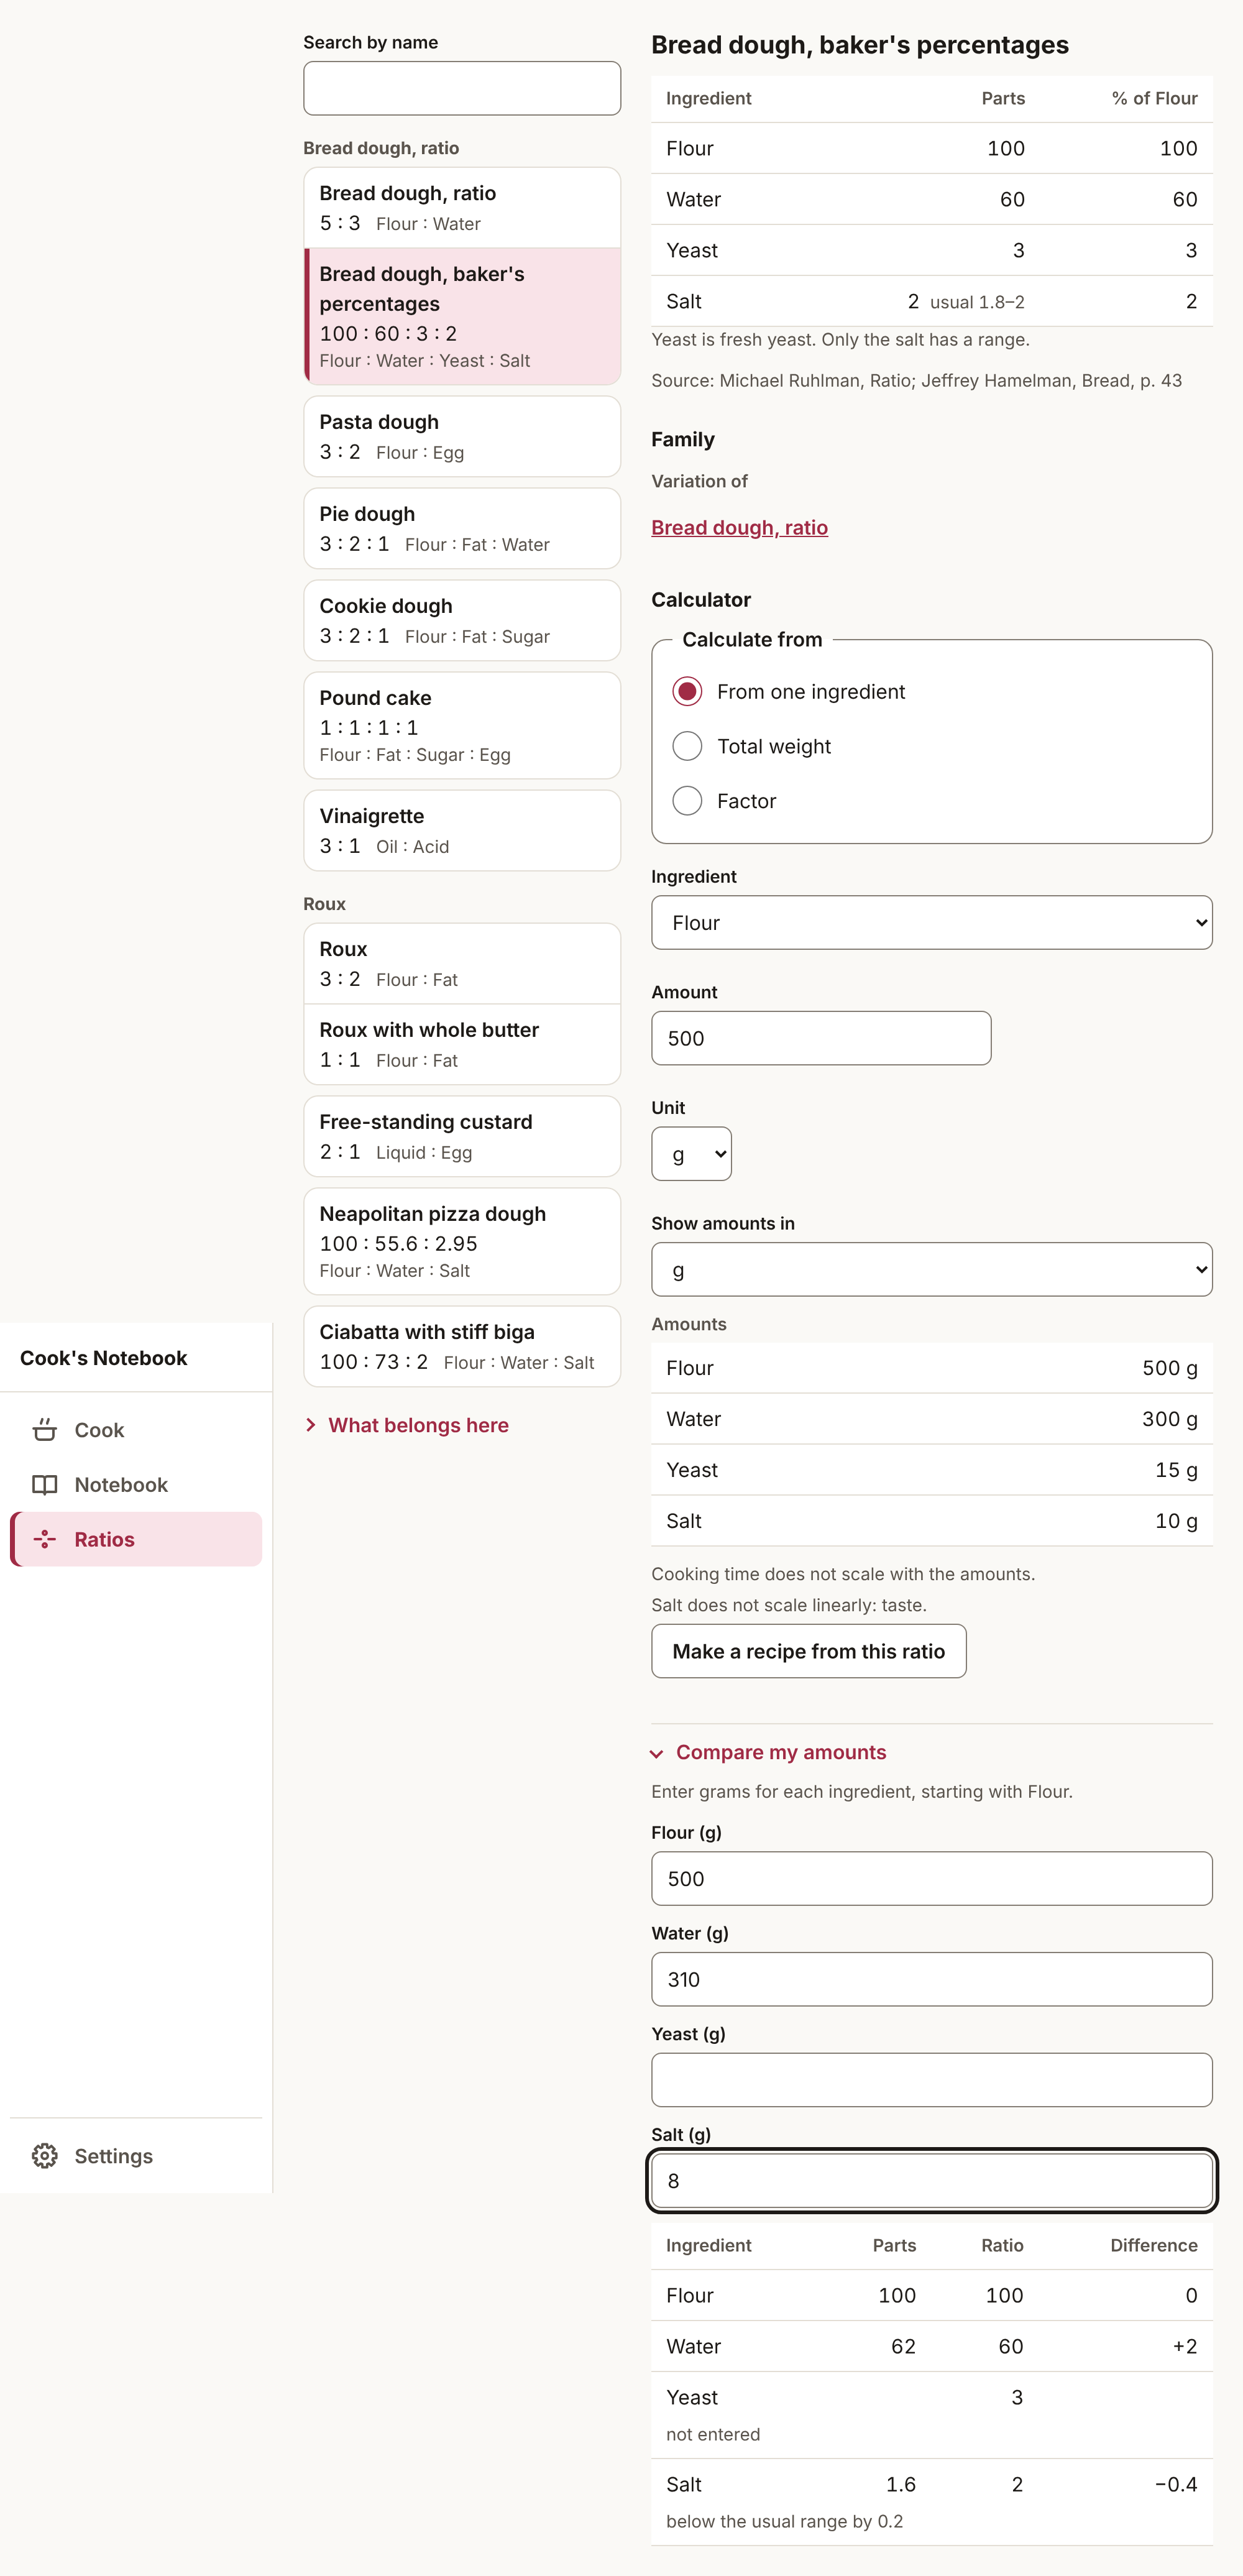 Cook's Notebook
Cook
Notebook
Ratios
Settings
Search by name
Bread dough, ratio
Bread dough, ratio
5 : 3 Flour : Water
Bread dough, baker's
percentages
100 : 60 : 3 : 2
Flour : Water : Yeast : Salt
Pasta dough
3 : 2 Flour : Egg
Pie dough
3 : 2 : 1 Flour : Fat : Water
Cookie dough
3 : 2 : 1 Flour : Fat : Sugar
Pound cake
1 : 1 : 1 : 1
Flour : Fat : Sugar : Egg
Vinaigrette
3 : 1 Oil : Acid
Roux
Roux
3 : 2 Flour : Fat
Roux with whole butter
1 : 1 Flour : Fat
Free-standing custard
2 : 1 Liquid : Egg
Neapolitan pizza dough
100 : 55.6 : 2.95
Flour : Water : Salt
Ciabatta with stiff biga
100 : 73 : 2 Flour : Water : Salt
What belongs here
Bread dough, baker's percentages
Ingredient Parts % of Flour
Flour 100 100
Water 60 60
Yeast 3 3
Salt 2 usual 1.8–2 2
Yeast is fresh yeast. Only the salt has a range.
Source: Michael Ruhlman, Ratio; Jeffrey Hamelman, Bread, p. 43
Family
Variation of
Bread dough, ratio
Calculator
Calculate from
From one ingredient
Total weight
Factor
Ingredient
Flour
Amount
500
Unit
g
Show amounts in
g
Amounts
Flour 500 g
Water 300 g
Yeast 15 g
Salt 10 g
Cooking time does not scale with the amounts.
Salt does not scale linearly: taste.
Make a recipe from this ratio
Compare my amounts
Enter grams for each ingredient, starting with Flour.
Flour (g)
500
Water (g)
310
Yeast (g)
Salt (g)
8
Ingredient Parts Ratio Difference
Flour 100 100 0
Water 62 60 +2
Yeast 3
not entered
Salt 1.6 2 −0.4
below the usual range by 0.2